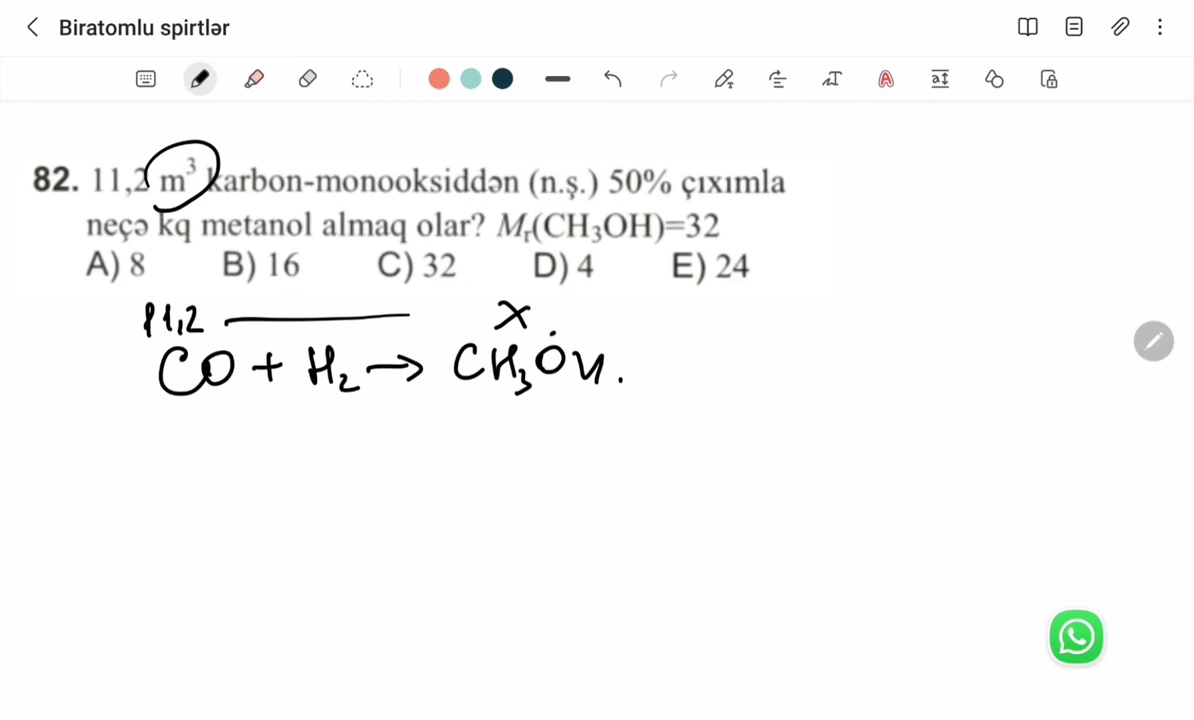 Biratomlu spirtlər
82. 11,2 m³ karbon-monooksiddən (n.ş.) 50% çıxımla
neçə kq metanol almaq olar? Mᵣ(CH₃OH)=32
A) 8 B) 16 C) 32 D) 4 E) 24
11,2 x
CO + H₂ → CH₃OH.